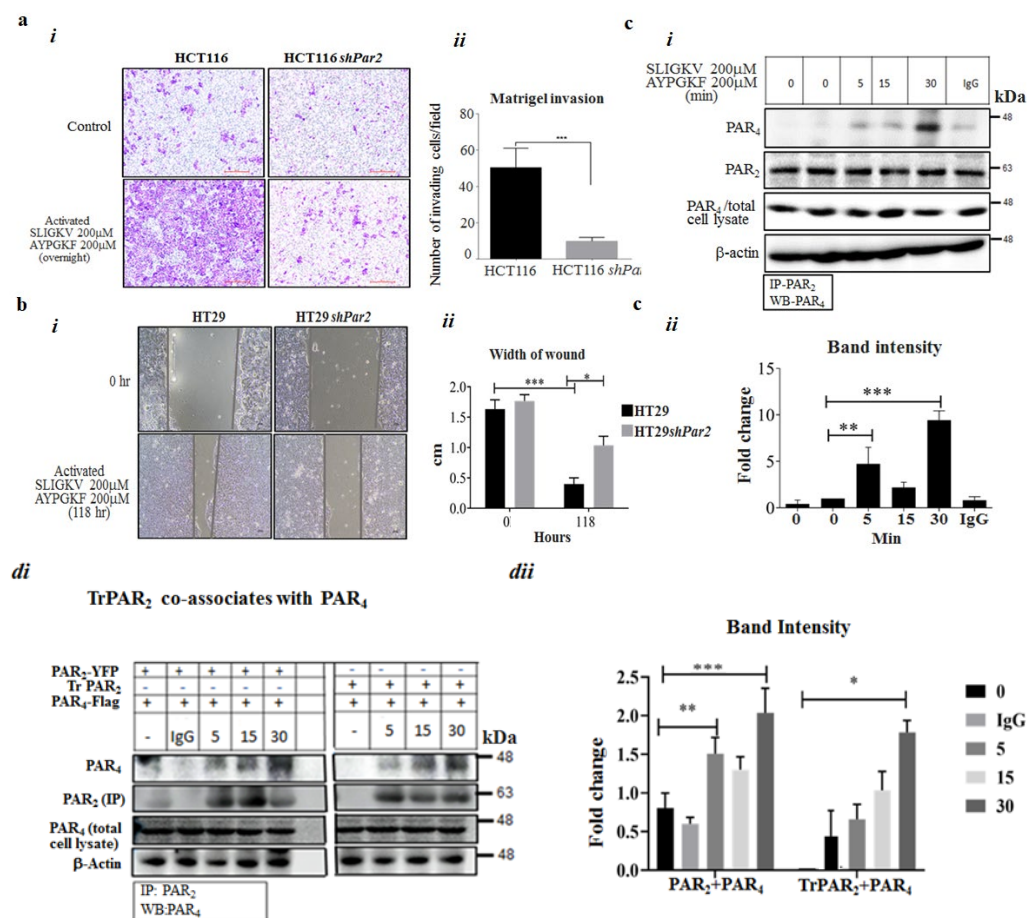 a
i
HCT116 HCT116 shPar2
Control
Activated
SLIGKV 200μM
AYPGKF 200μM
(overnight)
ii
Matrigel invasion
Number of invading cells/field
80
60
40
20
0
***
HCT116 HCT116 shPa
b
i
HT29 HT29 shPar2
0 hr
Activated
SLIGKV 200μM
AYPGKF 200μM
(118 hr)
ii
Width of wound
cm
2.0
1.5
1.0
0.5
0.0
*** *
HT29
HT29shPar2
0 118
Hours
c
i
SLIGKV 200μM
AYPGKF 200μM
(min)
0 0 5 15 30 IgG kDa
PAR4 48
PAR2 63
PAR4/total
cell lysate 48
β-actin 48
IP-PAR2
WB-PAR4
c ii
Band intensity
Fold change
15
10
5
0
***
**
0 0 5 15 30 IgG
Min
di
TrPAR2 co-associates with PAR4
PAR2-YFP + + + + + - - - -
Tr PAR2 - - - - - + + + +
PAR4-Flag + + + + + + + + +
- IgG 5 15 30 - 5 15 30 kDa
PAR4 48
PAR2 (IP) 63
PAR4 (total
cell lysate) 48
β-Actin 48
IP: PAR2
WB:PAR4
dii
Band Intensity
Fold change
2.5
2.0
1.5
1.0
0.5
0.0
*** *
**
PAR2+PAR4 TrPAR2+PAR4
0
IgG
5
15
30